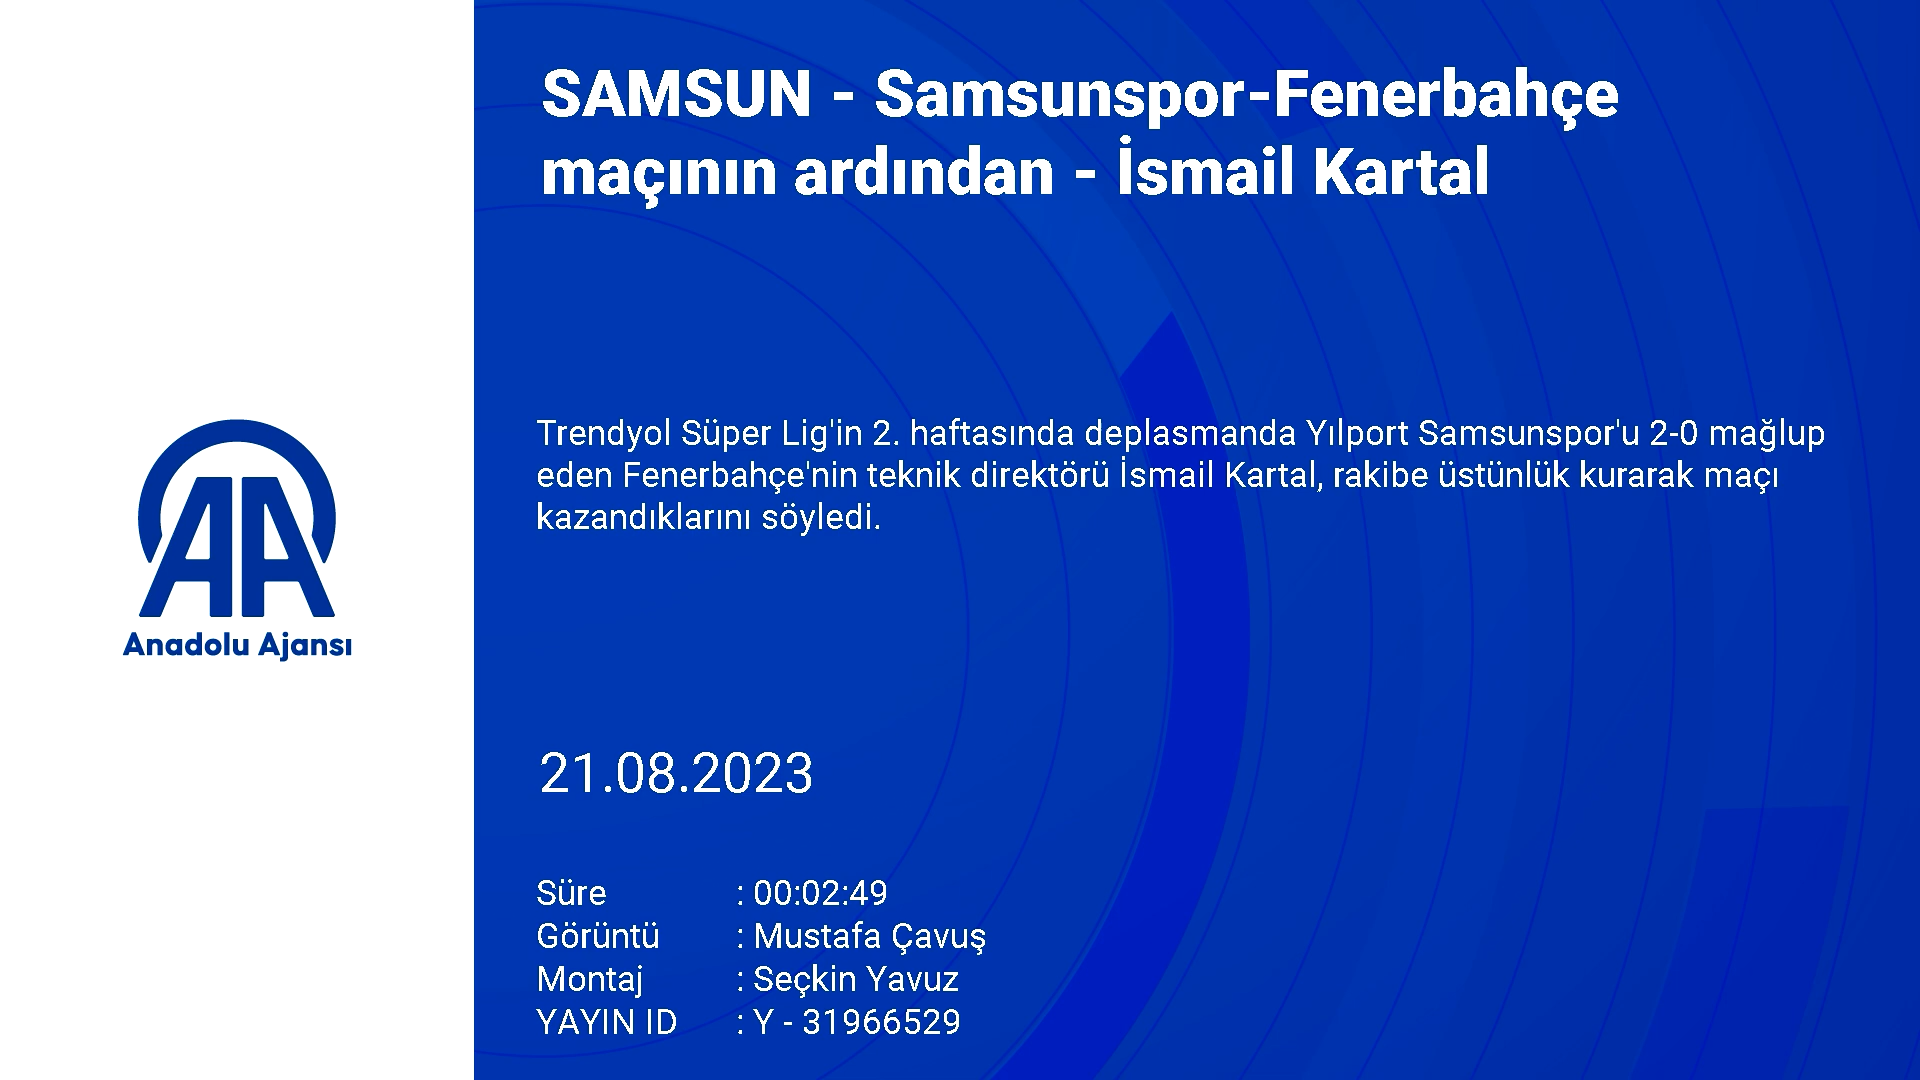 SAMSUN - Samsunspor-Fenerbahçe
maçının ardından - İsmail Kartal
Trendyol Süper Lig'in 2. haftasında deplasmanda Yılport Samsunspor'u 2-0 mağlup
eden Fenerbahçe'nin teknik direktörü İsmail Kartal, rakibe üstünlük kurarak maçı
kazandıklarını söyledi.
AA
Anadolu Ajansı
21.08.2023
Süre : 00:02:49
Görüntü : Mustafa Çavuş
Montaj : Seçkin Yavuz
YAYIN ID : Y - 31966529